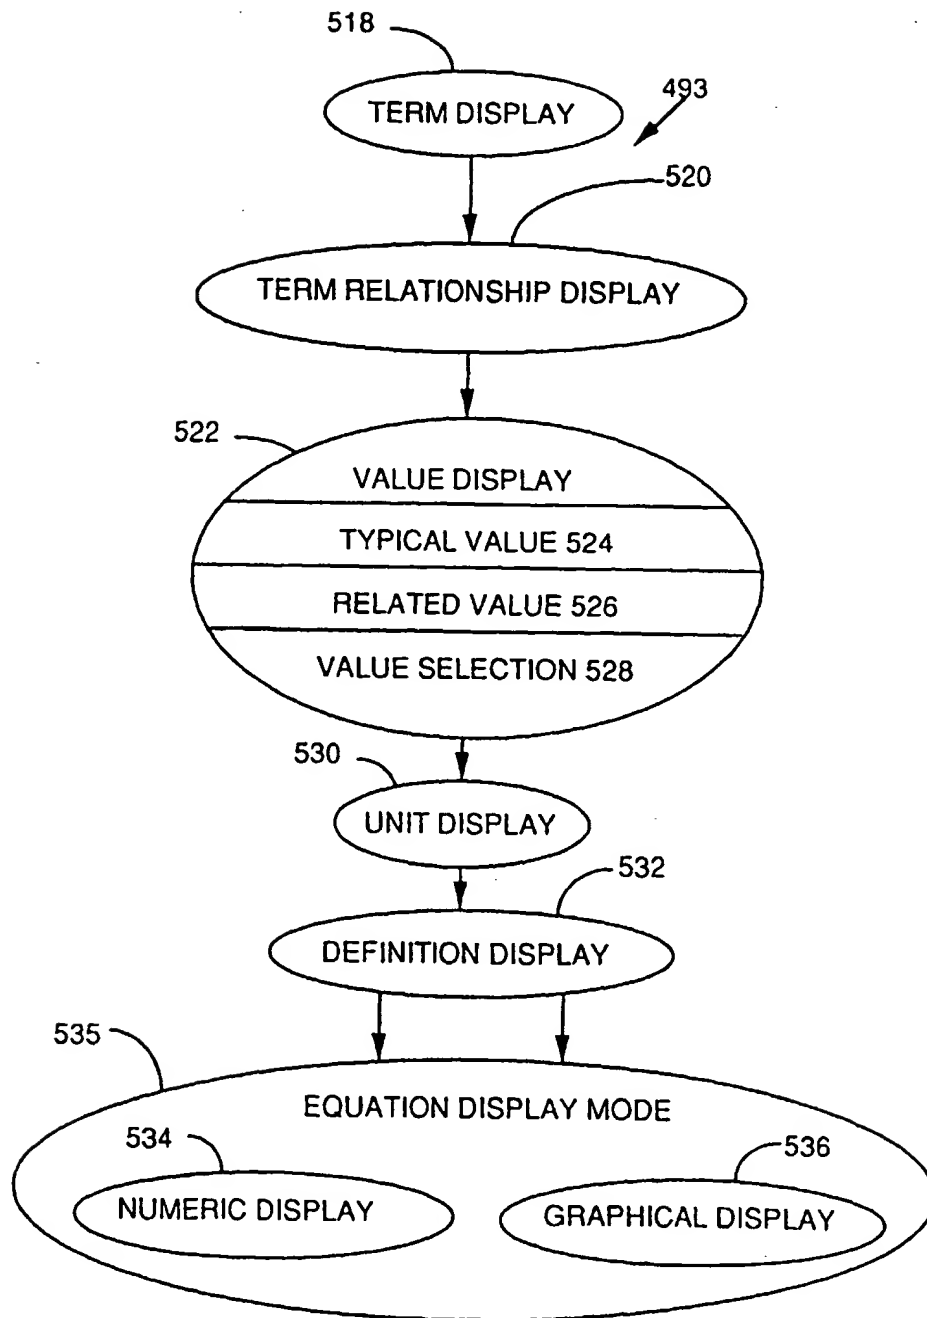 518
TERM DISPLAY
493
520
TERM RELATIONSHIP DISPLAY
522
VALUE DISPLAY
TYPICAL VALUE 524
RELATED VALUE 526
VALUE SELECTION 528
530
UNIT DISPLAY
532
DEFINITION DISPLAY
535
EQUATION DISPLAY MODE
534
536
NUMERIC DISPLAY
GRAPHICAL DISPLAY